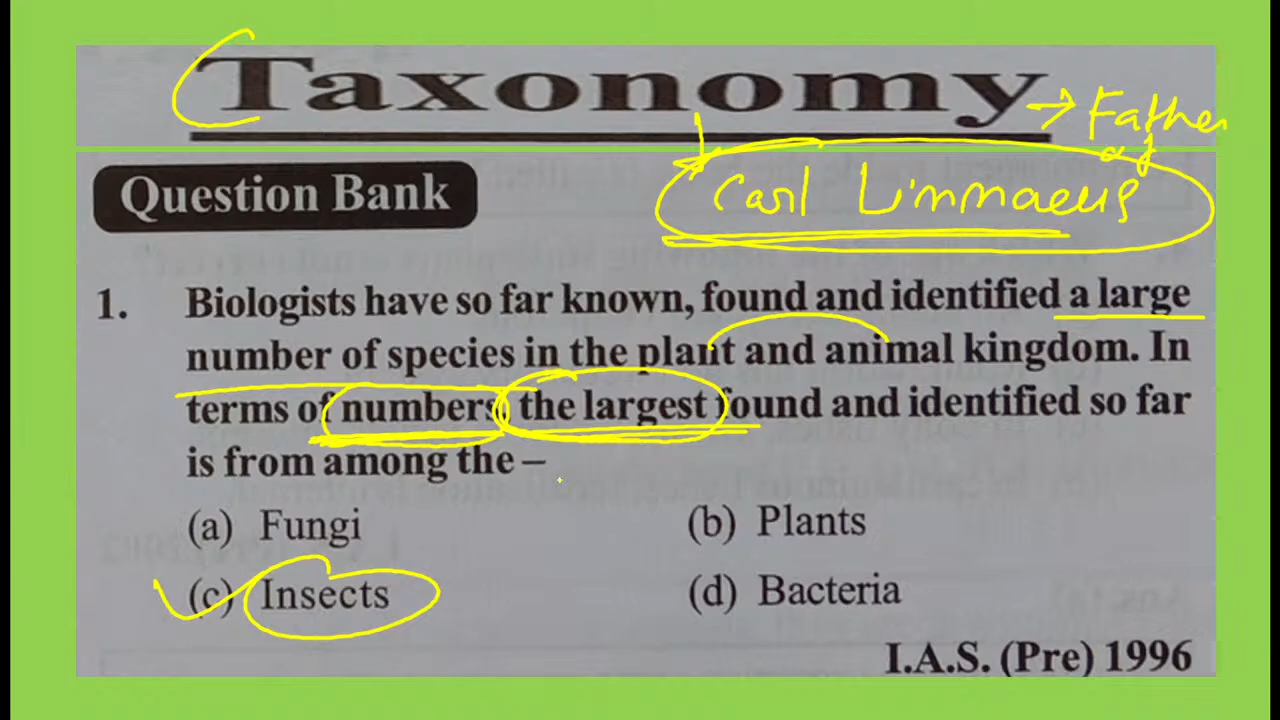 Taxonomy
→ Father
of
Question Bank
Carl Linnaeus
1. Biologists have so far known, found and identified a large
number of species in the plant and animal kingdom. In
terms of numbers, the largest found and identified so far
is from among the –
(a) Fungi (b) Plants
(c) Insects (d) Bacteria
I.A.S. (Pre) 1996